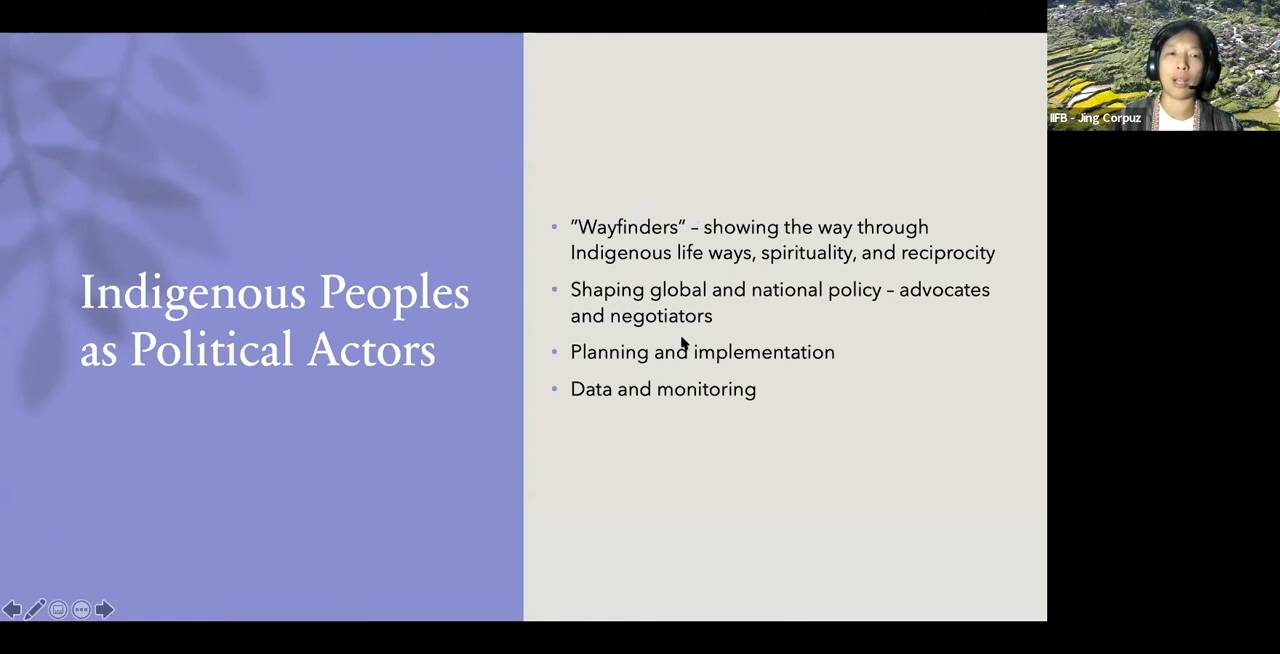 IIFB - Jing Corpuz
Indigenous Peoples
as Political Actors
• ”Wayfinders” – showing the way through
Indigenous life ways, spirituality, and reciprocity
• Shaping global and national policy – advocates
and negotiators
• Planning and implementation
• Data and monitoring